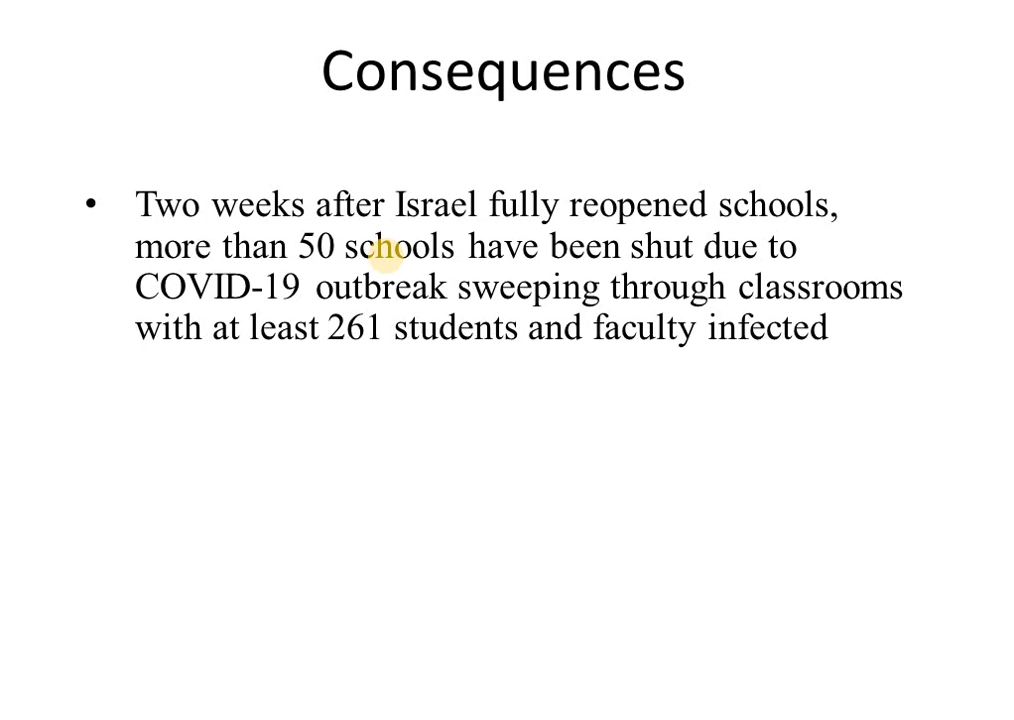 Consequences
• Two weeks after Israel fully reopened schools,
more than 50 schools have been shut due to
COVID-19 outbreak sweeping through classrooms
with at least 261 students and faculty infected